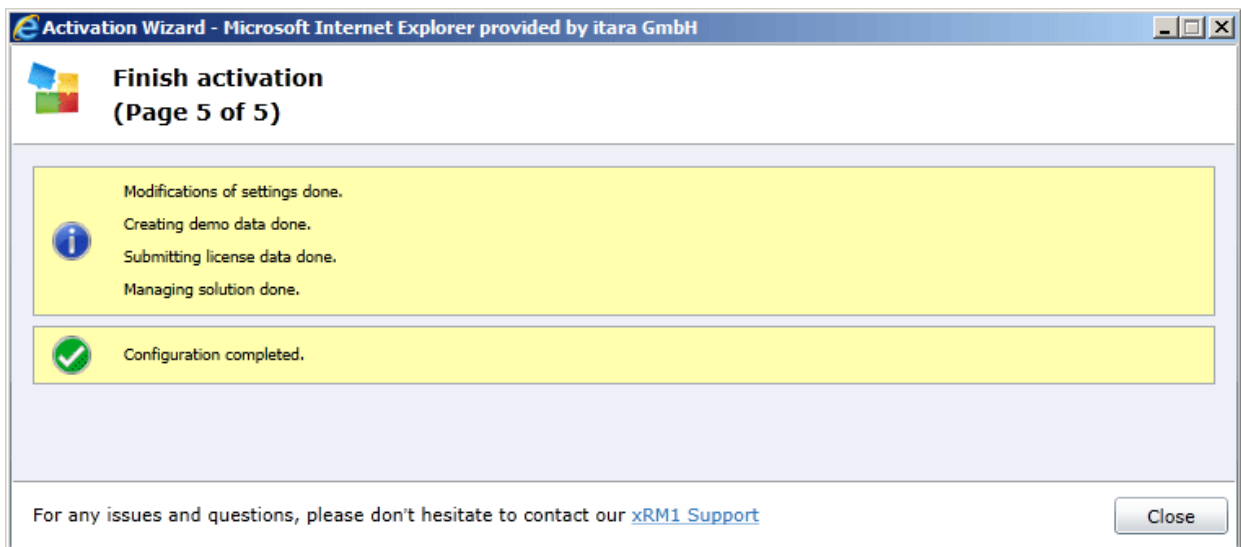 Activation Wizard - Microsoft Internet Explorer provided by itara GmbH
Finish activation
(Page 5 of 5)
Modifications of settings done.
Creating demo data done.
Submitting license data done.
Managing solution done.
Configuration completed.
For any issues and questions, please don't hesitate to contact our xRM1 Support
Close